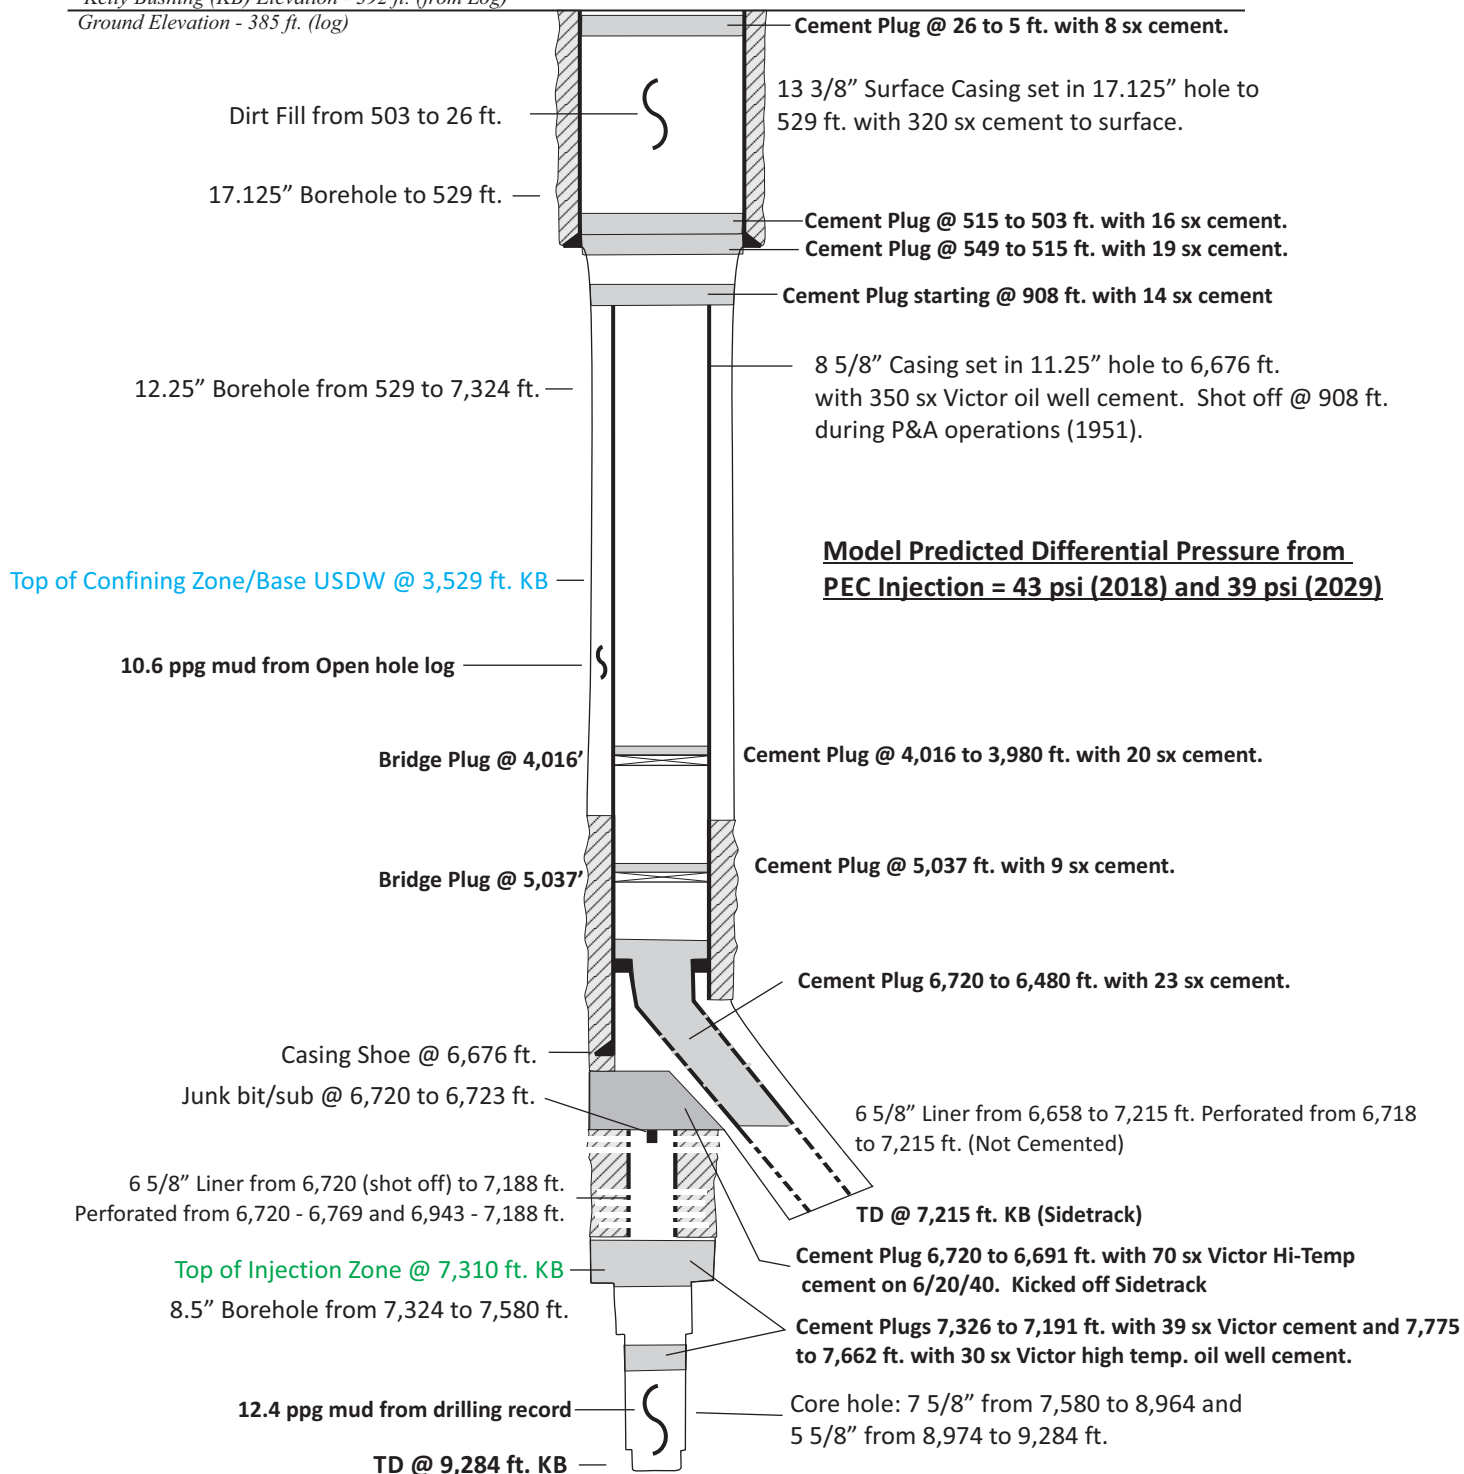 Kelly Bushing (KB) Elevation - 392 ft. (from Log)
Ground Elevation - 385 ft. (log)
Cement Plug @ 26 to 5 ft. with 8 sx cement.
Dirt Fill from 503 to 26 ft.
13 3/8” Surface Casing set in 17.125” hole to
529 ft. with 320 sx cement to surface.
17.125” Borehole to 529 ft.
Cement Plug @ 515 to 503 ft. with 16 sx cement.
Cement Plug @ 549 to 515 ft. with 19 sx cement.
Cement Plug starting @ 908 ft. with 14 sx cement
12.25” Borehole from 529 to 7,324 ft.
8 5/8” Casing set in 11.25” hole to 6,676 ft.
with 350 sx Victor oil well cement.  Shot off @ 908 ft.
during P&A operations (1951).
Model Predicted Differential Pressure from
PEC Injection = 43 psi (2018) and 39 psi (2029)
Top of Confining Zone/Base USDW @ 3,529 ft. KB
10.6 ppg mud from Open hole log
Bridge Plug @ 4,016’
Cement Plug @ 4,016 to 3,980 ft. with 20 sx cement.
Bridge Plug @ 5,037’
Cement Plug @ 5,037 ft. with 9 sx cement.
Cement Plug 6,720 to 6,480 ft. with 23 sx cement.
Casing Shoe @ 6,676 ft.
Junk bit/sub @ 6,720 to 6,723 ft.
6 5/8” Liner from 6,658 to 7,215 ft. Perforated from 6,718
to 7,215 ft. (Not Cemented)
6 5/8” Liner from 6,720 (shot off) to 7,188 ft.
Perforated from 6,720 - 6,769 and 6,943 - 7,188 ft.
TD @ 7,215 ft. KB (Sidetrack)
Cement Plug 6,720 to 6,691 ft. with 70 sx Victor Hi-Temp
cement on 6/20/40.  Kicked off Sidetrack
Top of Injection Zone @ 7,310 ft. KB
8.5” Borehole from 7,324 to 7,580 ft.
Cement Plugs 7,326 to 7,191 ft. with 39 sx Victor cement and 7,775
to 7,662 ft. with 30 sx Victor high temp. oil well cement.
12.4 ppg mud from drilling record
Core hole: 7 5/8” from 7,580 to 8,964 and
5 5/8” from 8,974 to 9,284 ft.
TD @ 9,284 ft. KB